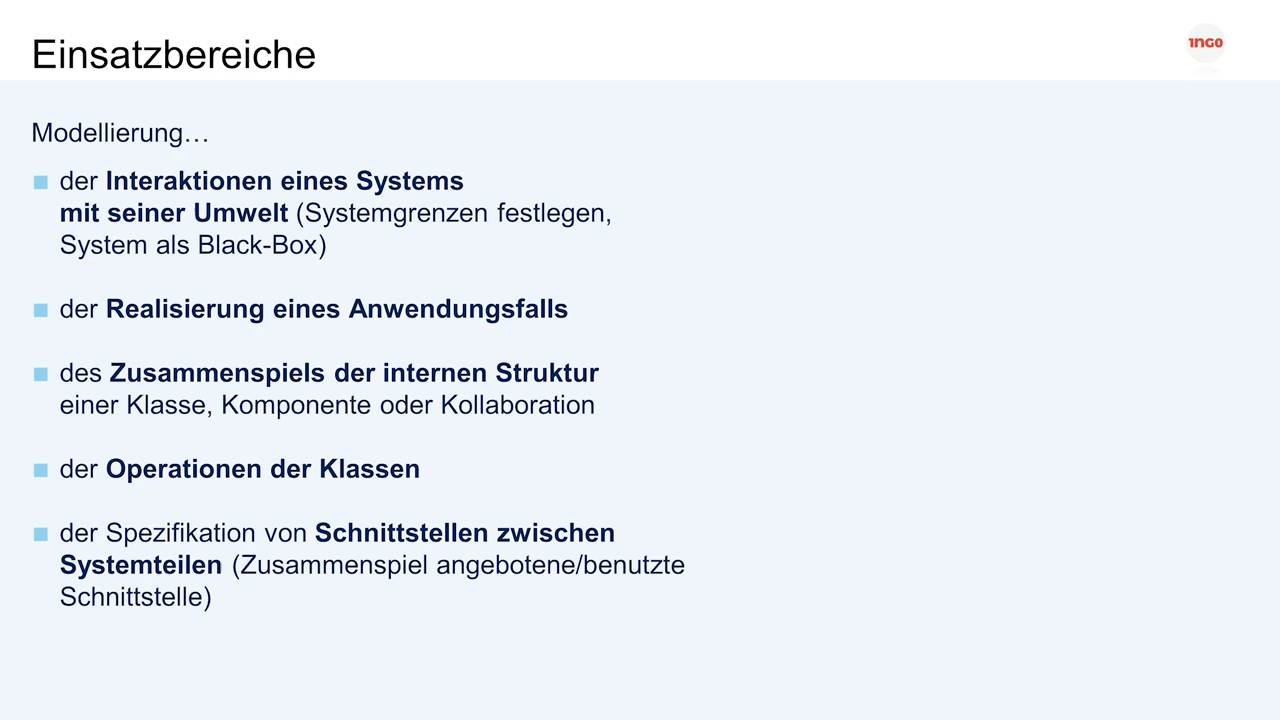 Einsatzbereiche
1NGO
Modellierung…
der Interaktionen eines Systems
mit seiner Umwelt (Systemgrenzen festlegen,
System als Black-Box)
der Realisierung eines Anwendungsfalls
des Zusammenspiels der internen Struktur
einer Klasse, Komponente oder Kollaboration
der Operationen der Klassen
der Spezifikation von Schnittstellen zwischen
Systemteilen (Zusammenspiel angebotene/benutzte
Schnittstelle)